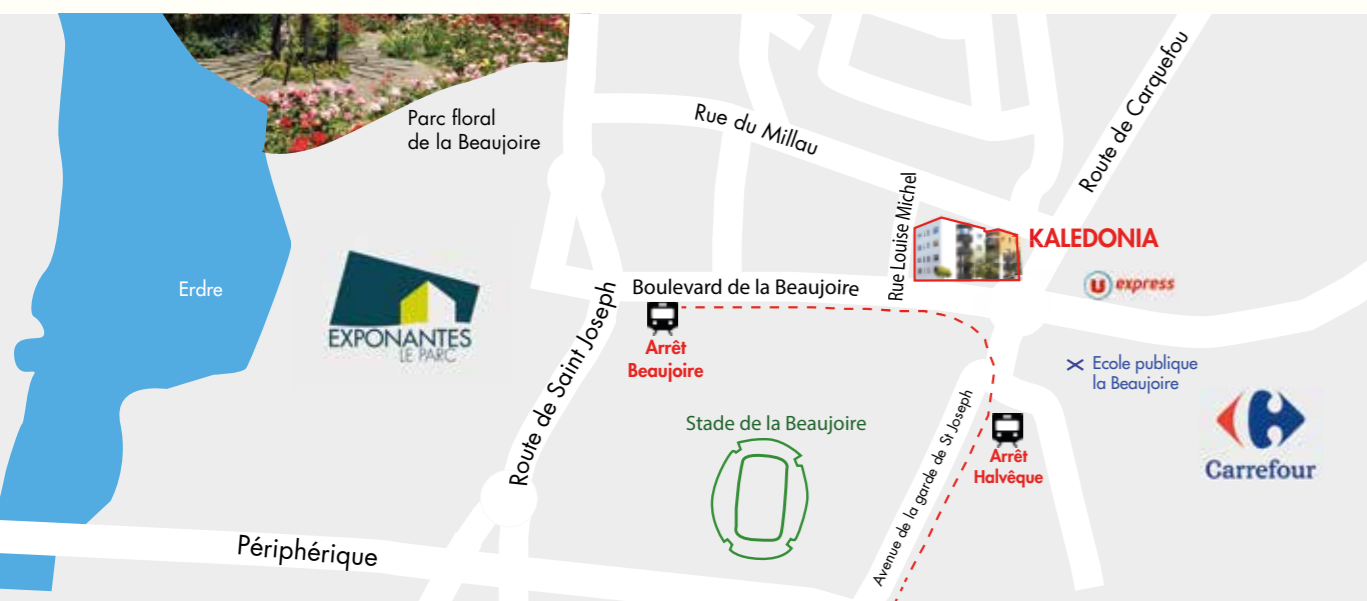 Parc floral
de la Beaujoire
Rue du Millau
Route de Carquefou
Rue Louise Michel
KALEDONIA
Erdre
EXPONANTES
LE PARC
Route de Saint Joseph
Boulevard de la Beaujoire
U express
Arrêt
Beaujoire
Ecole publique
la Beaujoire
Stade de la Beaujoire
Avenue de la garde de St Joseph
Arrêt
Halvêque
Carrefour
Périphérique